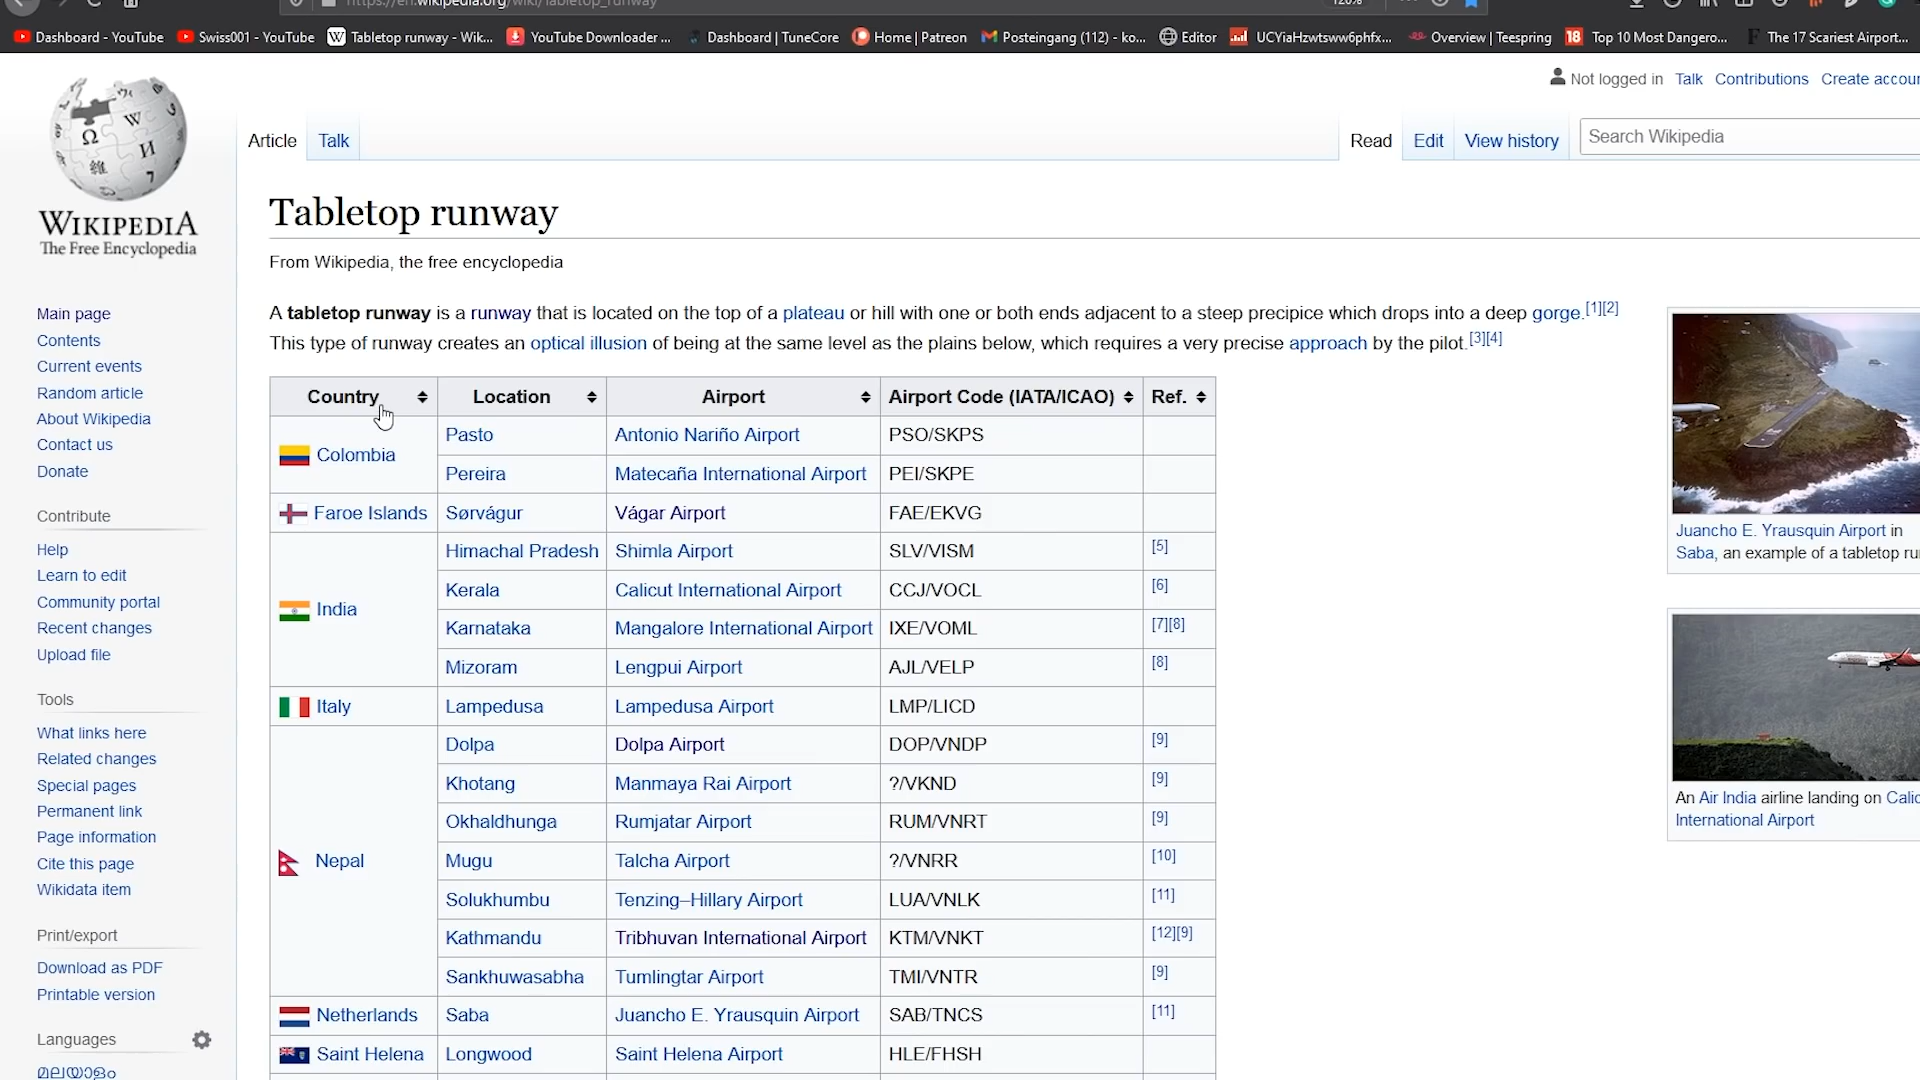 https://en.wikipedia.org/wiki/Tabletop_runway
120%
Dashboard - YouTube
Swiss001 - YouTube
Tabletop runway - Wik...
YouTube Downloader ...
Dashboard | TuneCore
Home | Patreon
Posteingang (112) - ko...
Editor
UCYiaHzwtsww6phfx...
Overview | Teespring
Top 10 Most Dangero...
The 17 Scariest Airport...
Not logged in Talk Contributions Create accou
WIKIPEDIA
The Free Encyclopedia
Article Talk
Read Edit View history
Search Wikipedia
Main page
Contents
Current events
Random article
About Wikipedia
Contact us
Donate
Contribute
Help
Learn to edit
Community portal
Recent changes
Upload file
Tools
What links here
Related changes
Special pages
Permanent link
Page information
Cite this page
Wikidata item
Print/export
Download as PDF
Printable version
Languages
Tabletop runway
From Wikipedia, the free encyclopedia
A tabletop runway is a runway that is located on the top of a plateau or hill with one or both ends adjacent to a steep precipice which drops into a deep gorge.[1][2]
This type of runway creates an optical illusion of being at the same level as the plains below, which requires a very precise approach by the pilot.[3][4]
Country Location Airport Airport Code (IATA/ICAO) Ref.
Colombia
Pasto Antonio Nariño Airport PSO/SKPS
Pereira Matecaña International Airport PEI/SKPE
Faroe Islands Sørvágur Vágar Airport FAE/EKVG
India
Himachal Pradesh Shimla Airport SLV/VISM [5]
Kerala Calicut International Airport CCJ/VOCL [6]
Karnataka Mangalore International Airport IXE/VOML [7][8]
Mizoram Lengpui Airport AJL/VELP [8]
Italy Lampedusa Lampedusa Airport LMP/LICD
Nepal
Dolpa Dolpa Airport DOP/VNDP [9]
Khotang Manmaya Rai Airport ?/VKND [9]
Okhaldhunga Rumjatar Airport RUM/VNRT [9]
Mugu Talcha Airport ?/VNRR [10]
Solukhumbu Tenzing–Hillary Airport LUA/VNLK [11]
Kathmandu Tribhuvan International Airport KTM/VNKT [12][9]
Sankhuwasabha Tumlingtar Airport TMI/VNTR [9]
Netherlands Saba Juancho E. Yrausquin Airport SAB/TNCS [11]
Saint Helena Longwood Saint Helena Airport HLE/FHSH
Juancho E. Yrausquin Airport in
Saba, an example of a tabletop ru
An Air India airline landing on Calic
International Airport